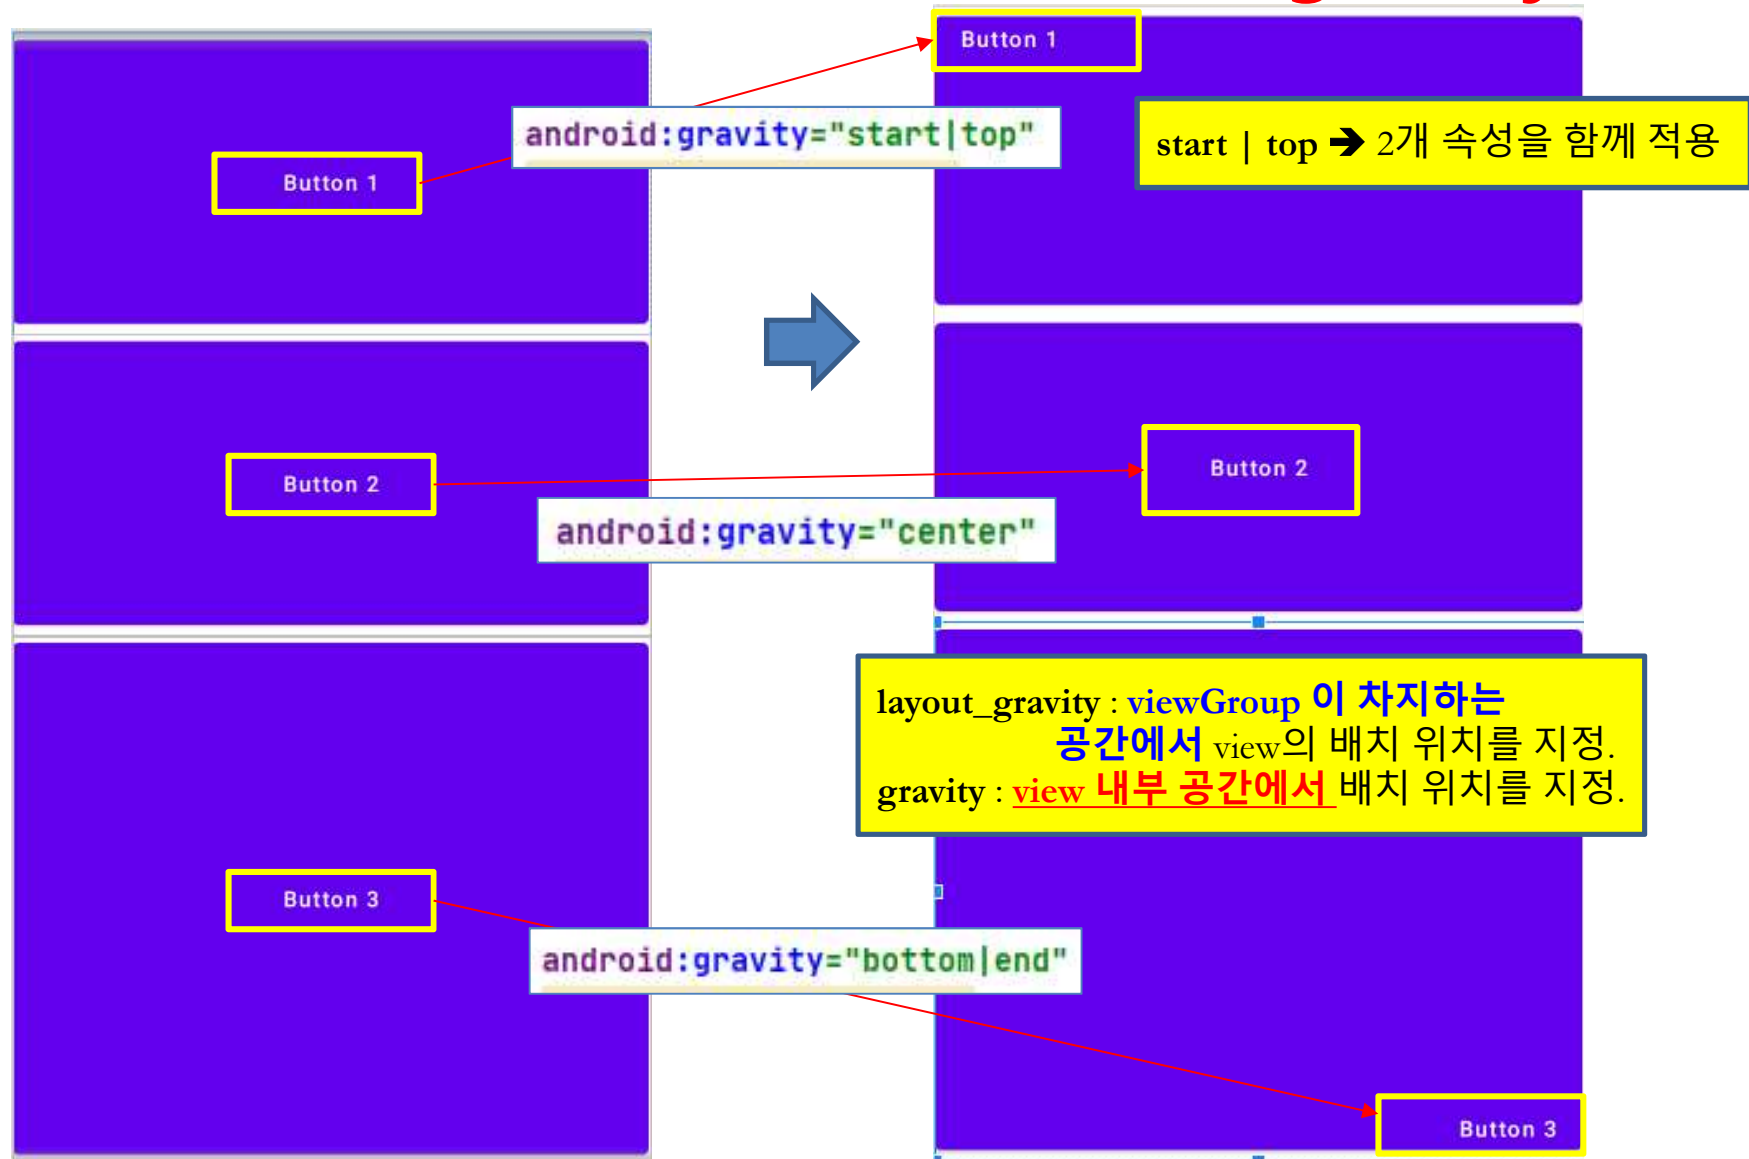 Button 1
android:gravity="start|top"
Button 1
start | top ➔ 2개 속성을 함께 적용
Button 2
android:gravity="center"
Button 2
layout_gravity : viewGroup 이 차지하는
공간에서 view의 배치 위치를 지정.
gravity : view 내부 공간에서 배치 위치를 지정.
Button 3
android:gravity="bottom|end"
Button 3